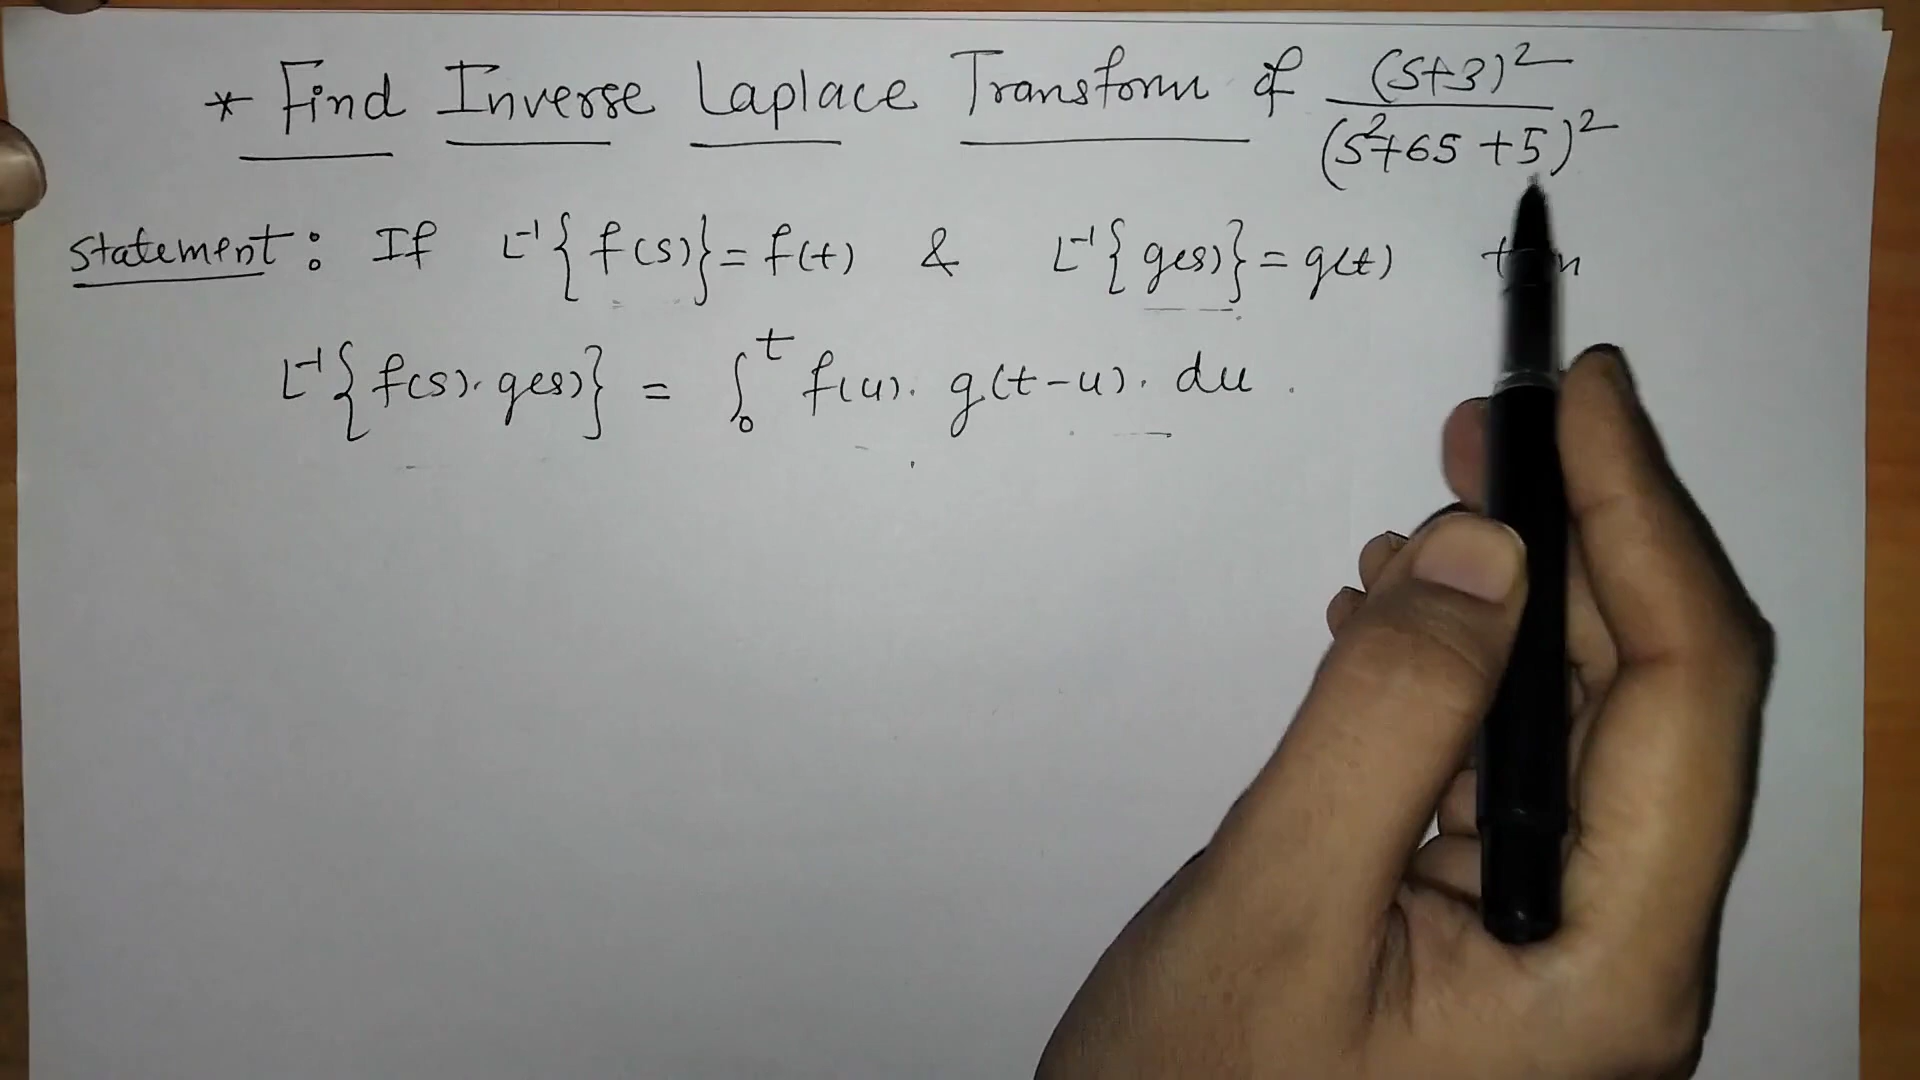 * Find Inverse Laplace Transform of (s+3)² / (s²+6s+5)²
Statement: If L⁻¹{f(s)} = f(t) & L⁻¹{g(s)} = g(t)
L⁻¹{f(s).g(s)} = ∫₀ᵗ f(u). g(t-u). du.